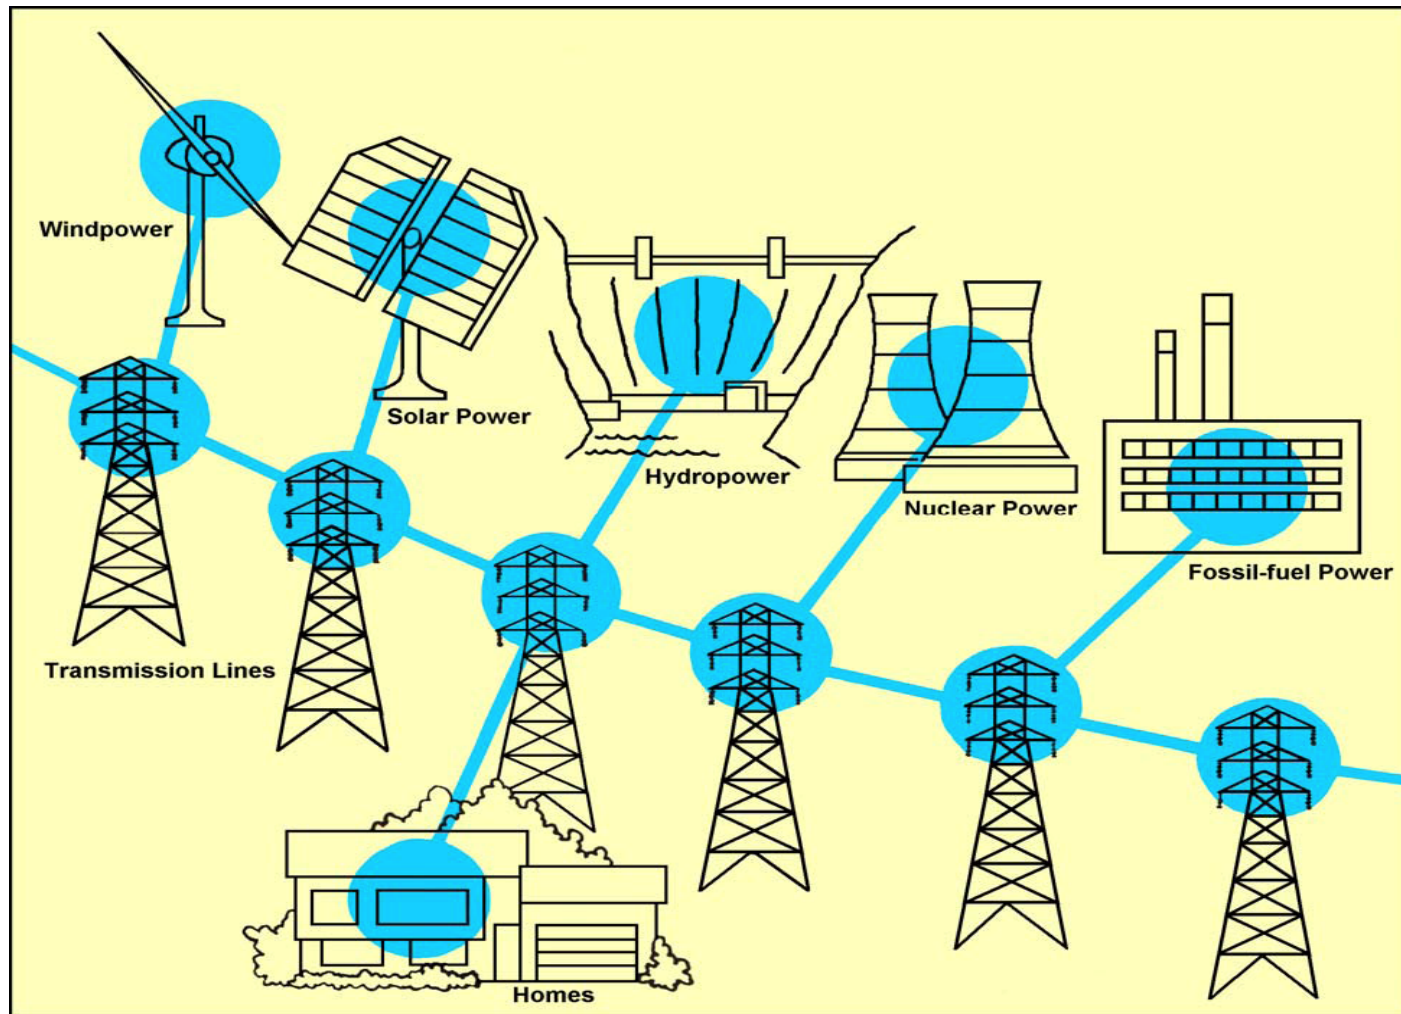 Windpower
Solar Power
Hydropower
Nuclear Power
Fossil-fuel Power
Transmission Lines
Homes